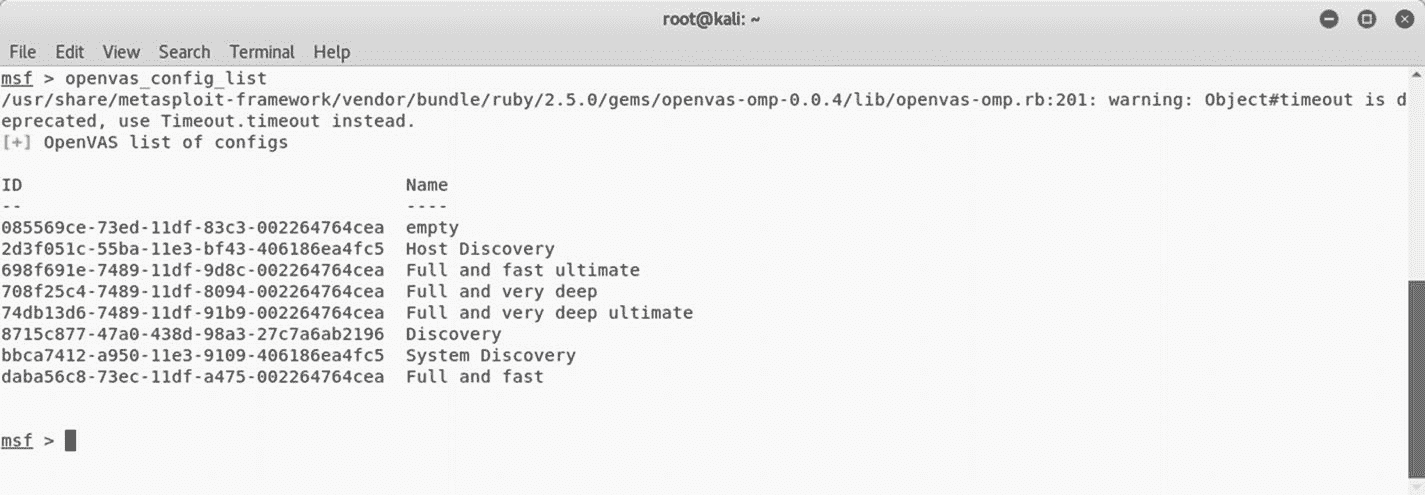 root@kali: ~
File Edit View Search Terminal Help
msf > openvas_config_list
/usr/share/metasploit-framework/vendor/bundle/ruby/2.5.0/gems/openvas-omp-0.0.4/lib/openvas-omp.rb:201: warning: Object#timeout is d
eprecated, use Timeout.timeout instead.
[+] OpenVAS list of configs
ID Name
-- ----
085569ce-73ed-11df-83c3-002264764cea empty
2d3f051c-55ba-11e3-bf43-406186ea4fc5 Host Discovery
698f691e-7489-11df-9d8c-002264764cea Full and fast ultimate
708f25c4-7489-11df-8094-002264764cea Full and very deep
74db13d6-7489-11df-91b9-002264764cea Full and very deep ultimate
8715c877-47a0-438d-98a3-27c7a6ab2196 Discovery
bbca7412-a950-11e3-9109-406186ea4fc5 System Discovery
daba56c8-73ec-11df-a475-002264764cea Full and fast
msf >